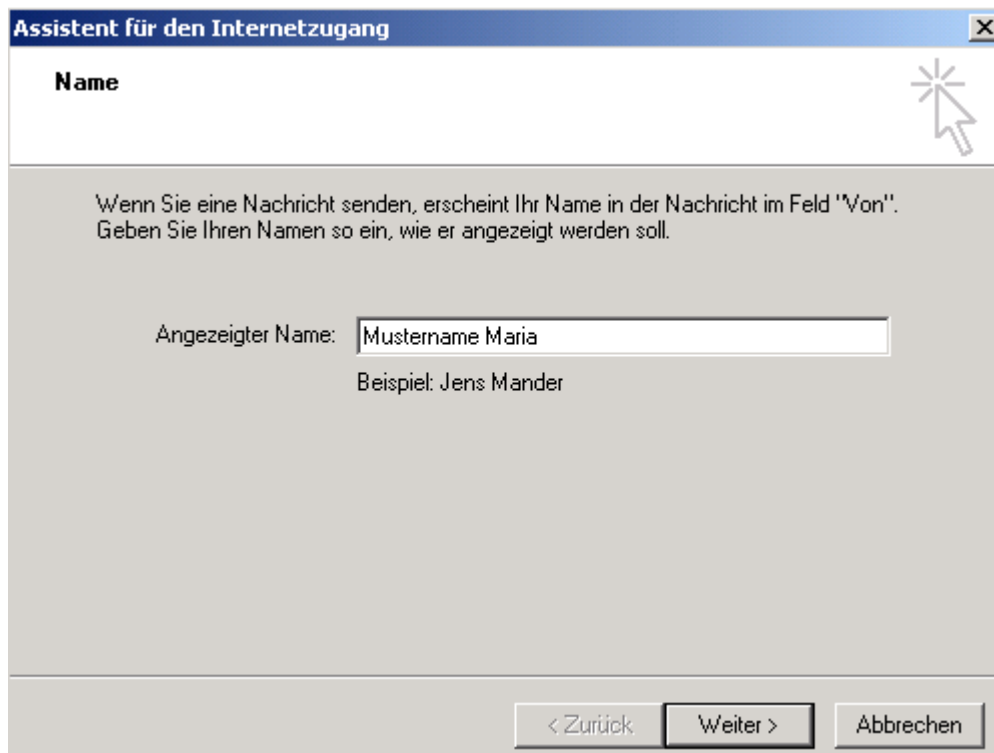 Assistent für den Internetzugang
Name
Wenn Sie eine Nachricht senden, erscheint Ihr Name in der Nachricht im Feld "Von".
Geben Sie Ihren Namen so ein, wie er angezeigt werden soll.
Angezeigter Name: Mustername Maria
Beispiel: Jens Mander
< Zurück Weiter > Abbrechen